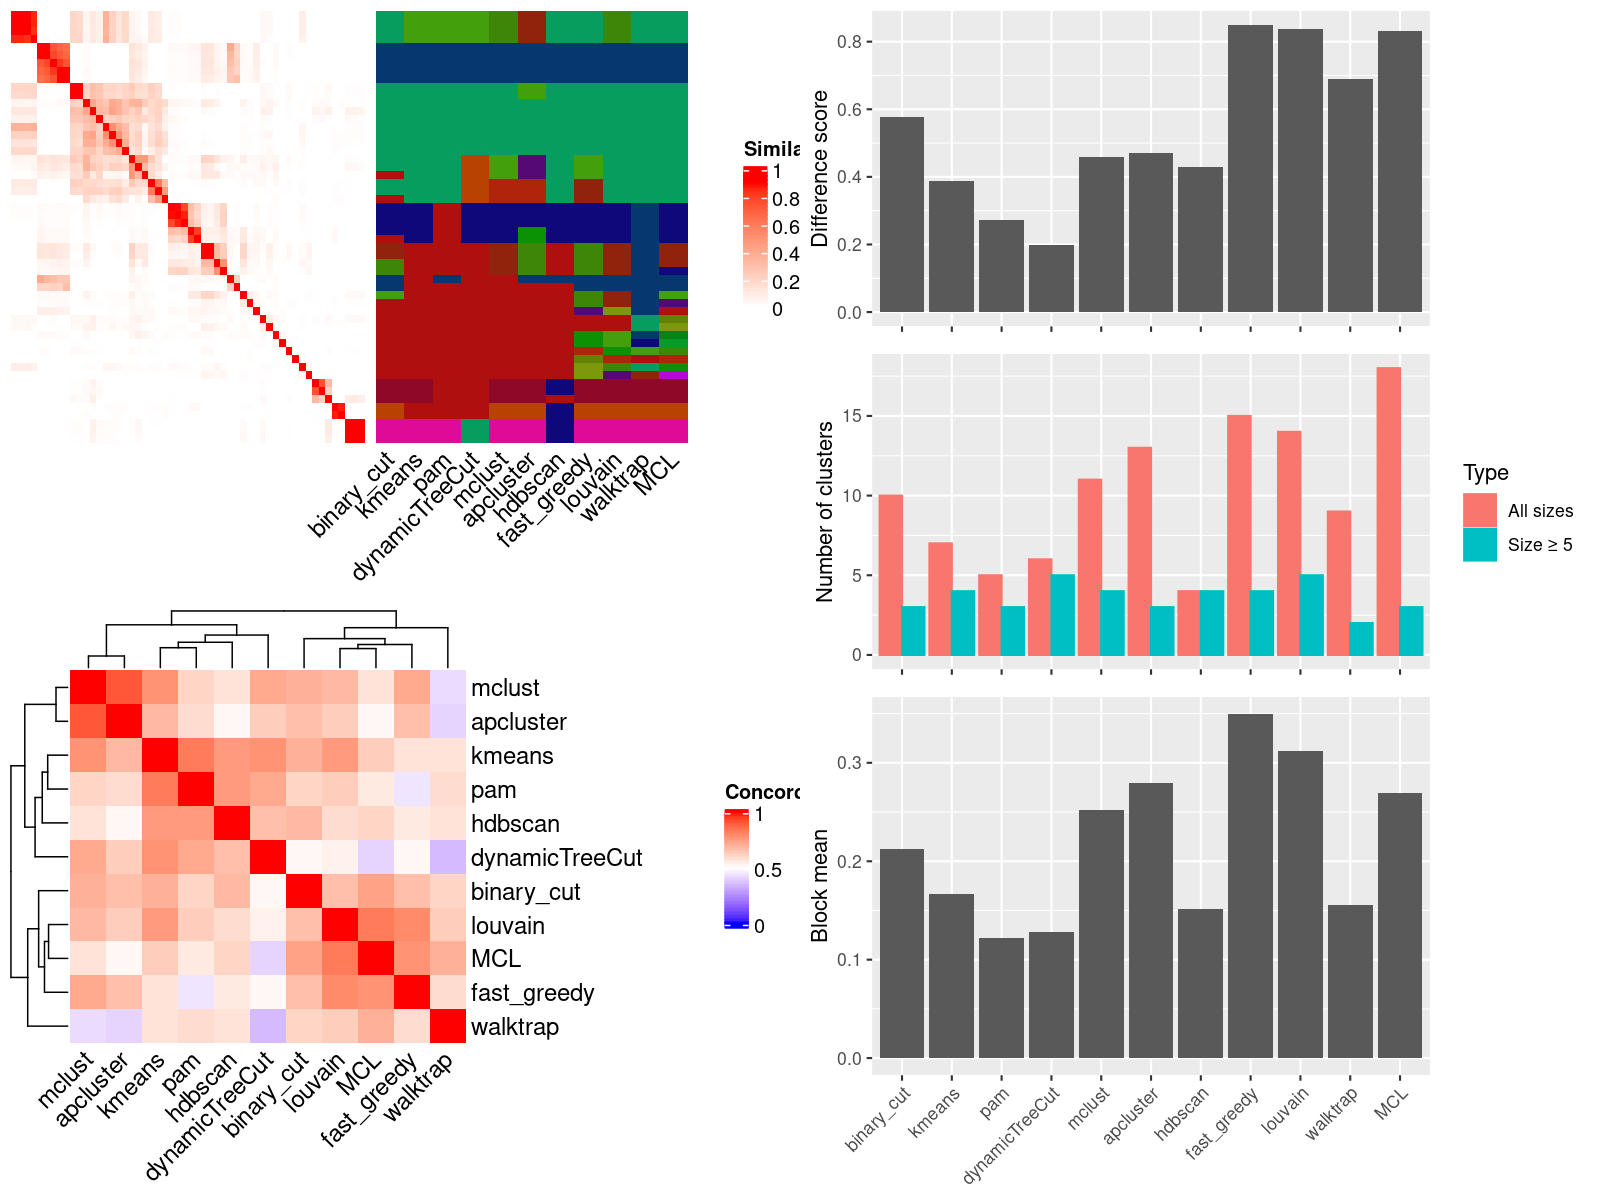 Simila
1
0.8
0.6
0.4
0.2
0
binary_cut
kmeans
pam
dynamicTreeCut
mclust
apcluster
hdbscan
fast_greedy
louvain
walktrap
MCL
mclust
apcluster
kmeans
pam
hdbscan
dynamicTreeCut
binary_cut
louvain
MCL
fast_greedy
walktrap
mclust
apcluster
kmeans
pam
hdbscan
dynamicTreeCut
binary_cut
louvain
MCL
fast_greedy
walktrap
Concord
1
0.5
0
Difference score
0.8
0.6
0.4
0.2
0.0
Number of clusters
15
10
5
0
Type
All sizes
Size ≥ 5
Block mean
0.3
0.2
0.1
0.0
binary_cut
kmeans
pam
dynamicTreeCut
mclust
apcluster
hdbscan
fast_greedy
louvain
walktrap
MCL